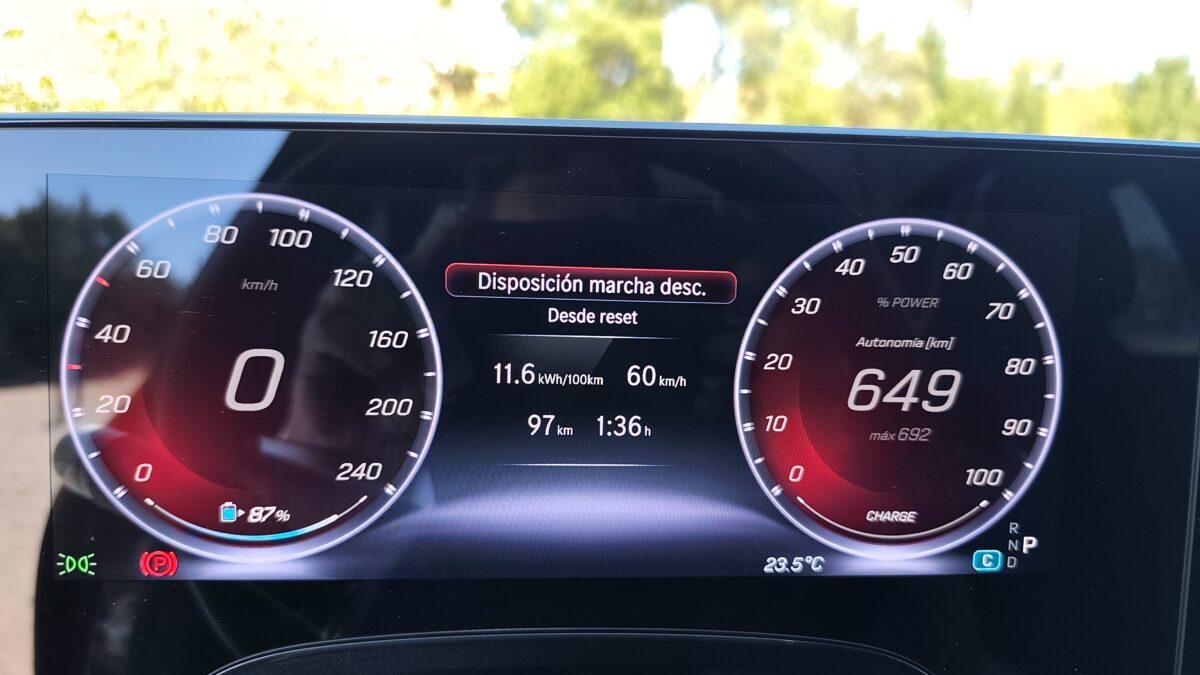 km/h
0
20
40
60
80
100
120
160
200
240
0
87%
Disposición marcha desc.
Desde reset
11.6 kWh/100km 60 km/h
97 km 1:36 h
0
10
20
30
40
50
60
70
80
90
100
% POWER
Autonomía [km]
649
máx 692
CHARGE
P
23.5°C
C
R
N
D
P